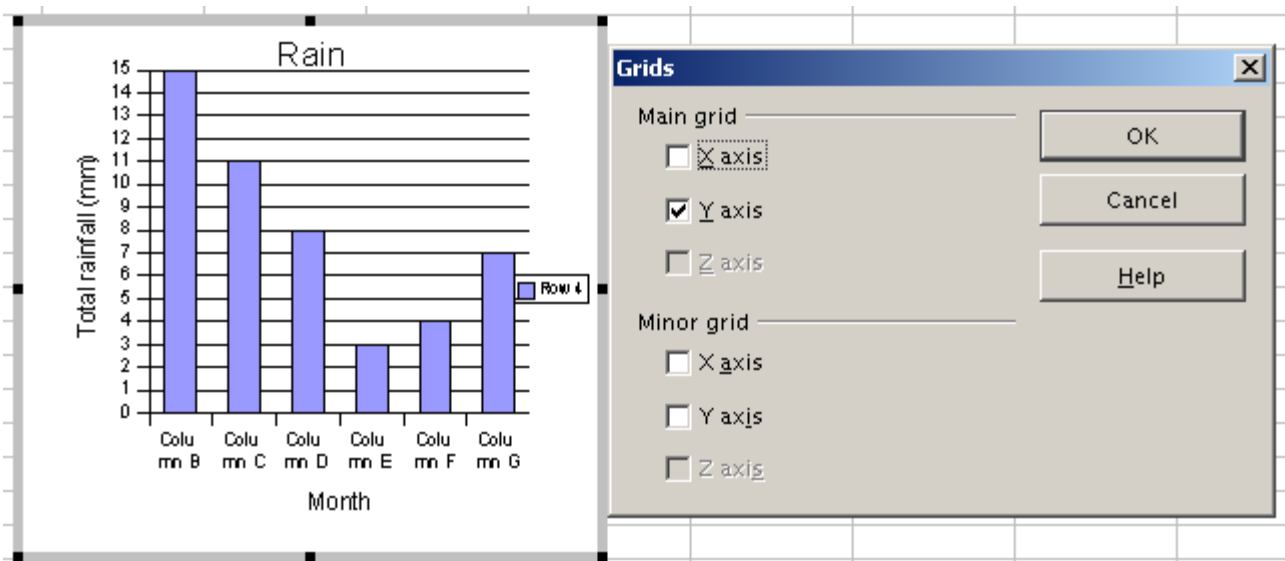 Rain
15
14
13
12
11
10
9
8
7
6
5
4
3
2
1
0
Total rainfall (mm)
Colu
mn B
Colu
mn C
Colu
mn D
Colu
mn E
Colu
mn F
Colu
mn G
Month
Row 4
Grids
Main grid
X axis
Y axis
Z axis
Minor grid
X axis
Y axis
Z axis
OK
Cancel
Help